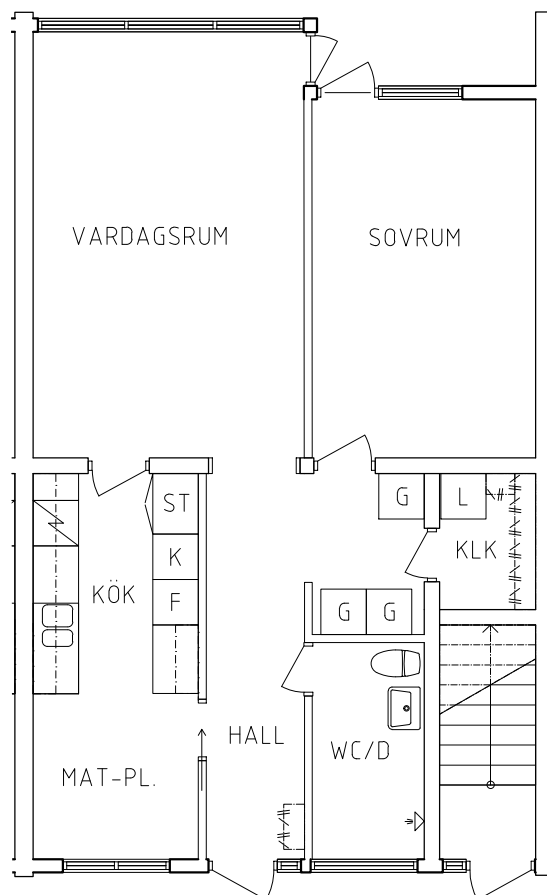 VARDAGSRUM
SOVRUM
ST
G
L
K
KLK
KÖK
F
G
G
HALL
WC/D
MAT-PL.